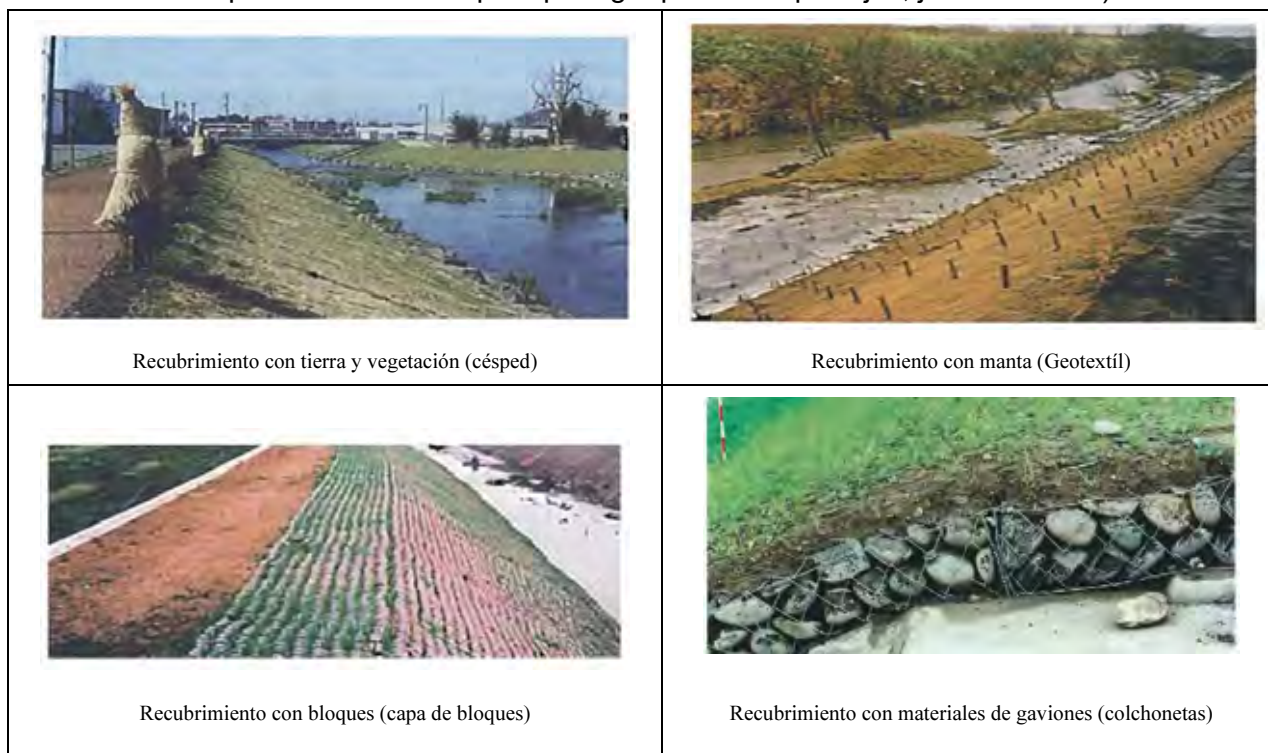 Recubrimiento con tierra y vegetación (césped)
Recubrimiento con manta (Geotextíl)
Recubrimiento con bloques (capa de bloques)
Recubrimiento con materiales de gaviones (colchonetas)